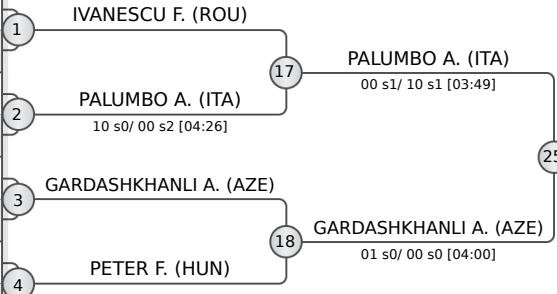 IVANESCU F. (ROU)
1
17
PALUMBO A. (ITA)
00 s1/ 10 s1 [03:49]
PALUMBO A. (ITA)
2
10 s0/ 00 s2 [04:26]
25
GARDASHKHANLI A. (AZE)
3
18
GARDASHKHANLI A. (AZE)
01 s0/ 00 s0 [04:00]
PETER F. (HUN)
4